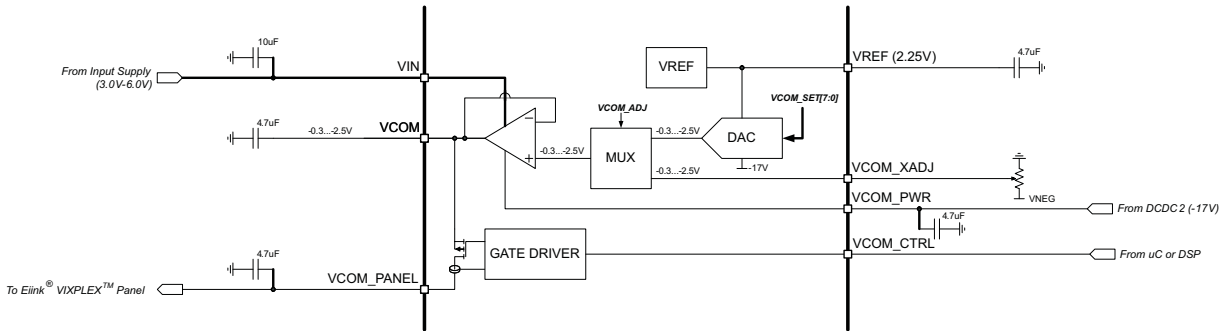 10uF
From Input Supply
(3.0V-6.0V)
VIN
4.7uF
-0.3...-2.5V
VCOM
VREF
VREF (2.25V)
4.7uF
VCOM_SET[7:0]
VCOM_ADJ
-0.3...-2.5V
DAC
-0.3...-2.5V
MUX
-17V
-0.3...-2.5V
VCOM_XADJ
VNEG
VCOM_PWR
From DCDC2 (-17V)
4.7uF
VCOM_CTRL
From uC or DSP
GATE DRIVER
4.7uF
VCOM_PANEL
To Eiink® VIXPLEX™ Panel